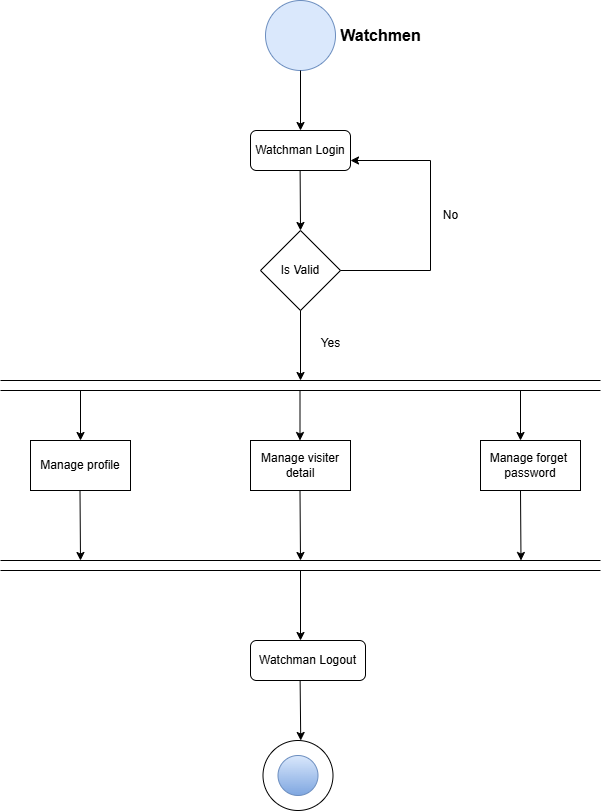 Watchmen
Watchman Login
No
Is Valid
Yes
Manage profile
Manage visiter
detail
Manage forget
password
Watchman Logout